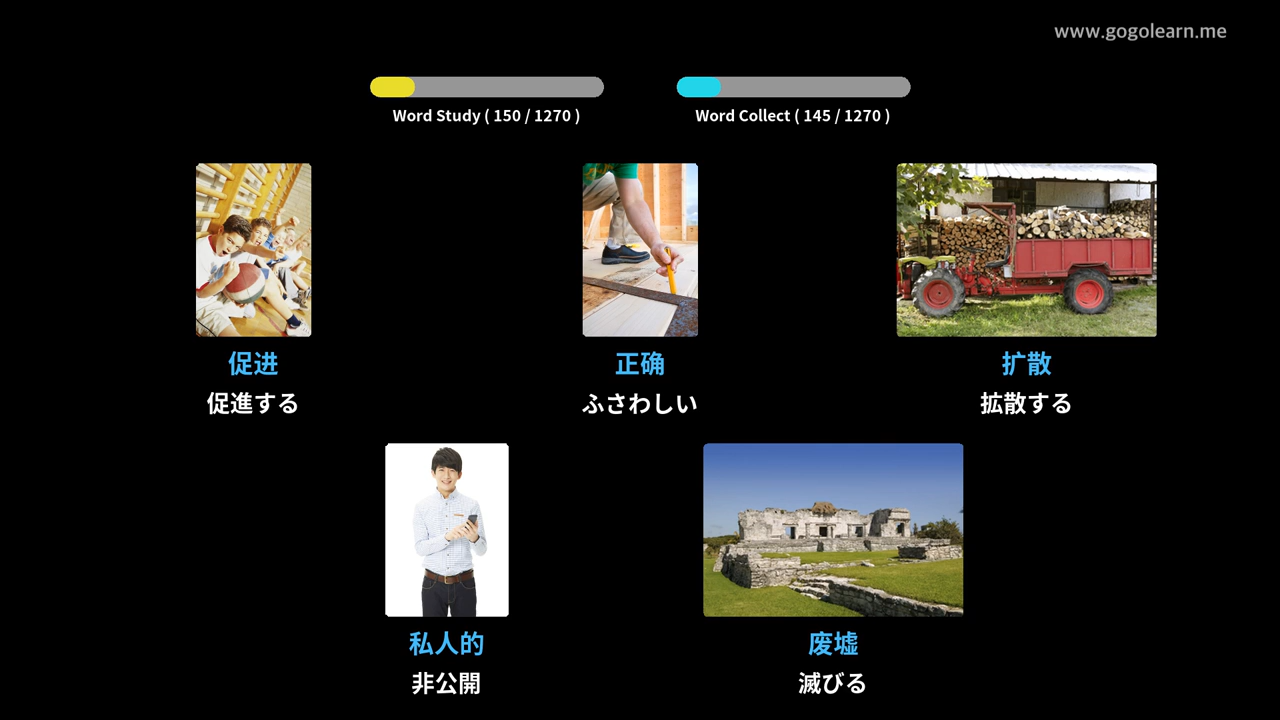 www.gogolearn.me
Word Study ( 150 / 1270 )
Word Collect ( 145 / 1270 )
促进
促進する
正确
ふさわしい
扩散
拡散する
私人的
非公開
废墟
滅びる